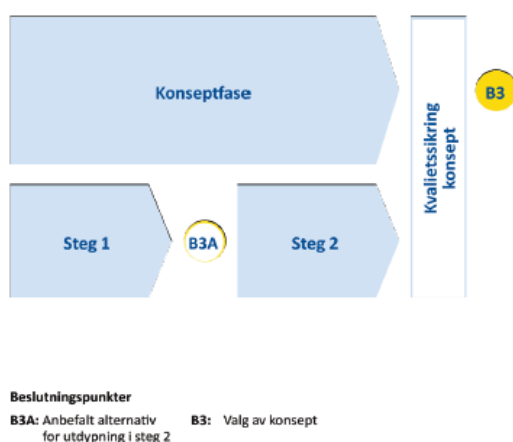 Konseptfase
B3
Kvalietssikring
konsept
Steg 1
B3A
Steg 2
Beslutningspunkter
B3A: Anbefalt alternativ
for utdypning i steg 2
B3: Valg av konsept